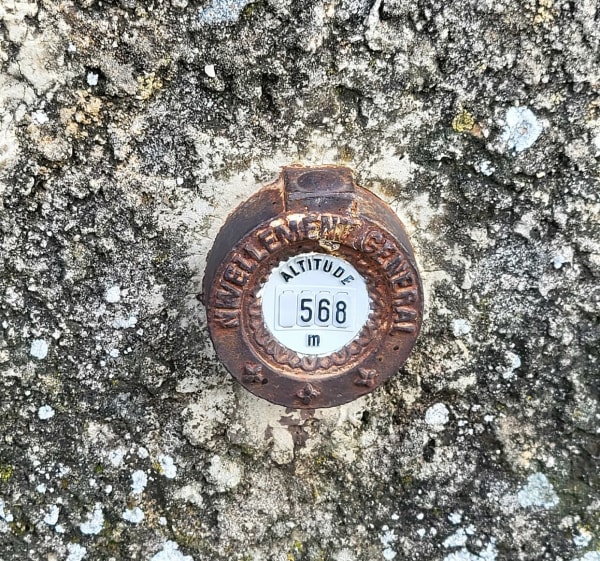 NIVELLEMENT GENERAL
ALTITUDE
568
m